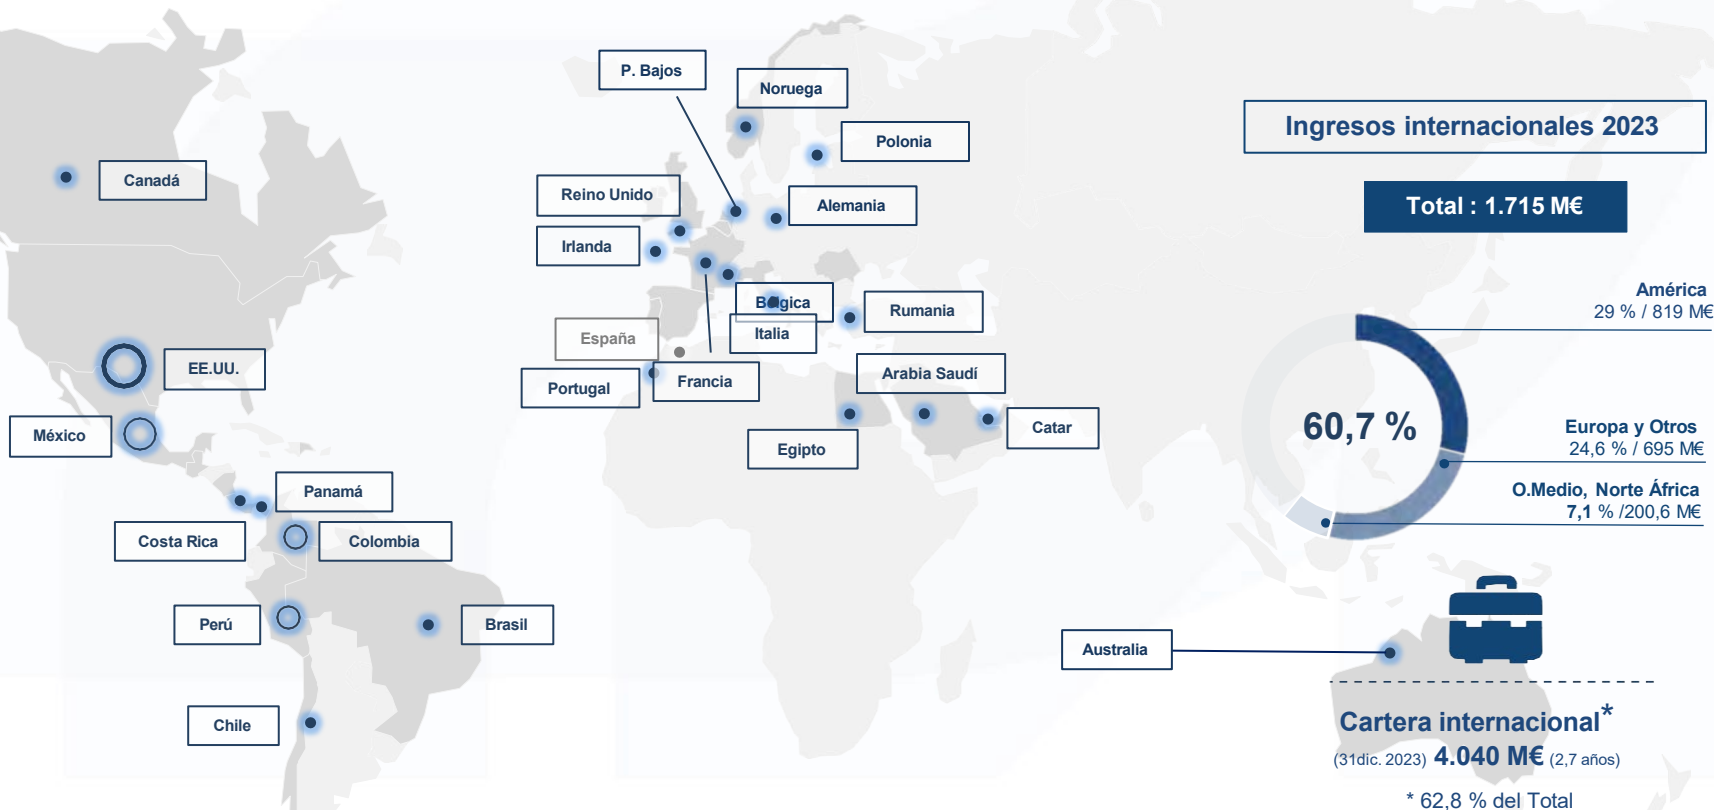 P. Bajos
Noruega
Polonia
Canadá
Reino Unido
Alemania
Irlanda
Bélgica
Rumania
Italia
España
EE.UU.
Portugal
Francia
Arabia Saudí
México
Catar
Egipto
Panamá
Costa Rica
Colombia
Perú
Brasil
Australia
Chile
Ingresos internacionales 2023
Total : 1.715 M€
América
29 % / 819 M€
60,7 %
Europa y Otros
24,6 % / 695 M€
O.Medio, Norte África
7,1 % /200,6 M€
Cartera internacional*
(31dic. 2023) 4.040 M€ (2,7 años)
* 62,8 % del Total